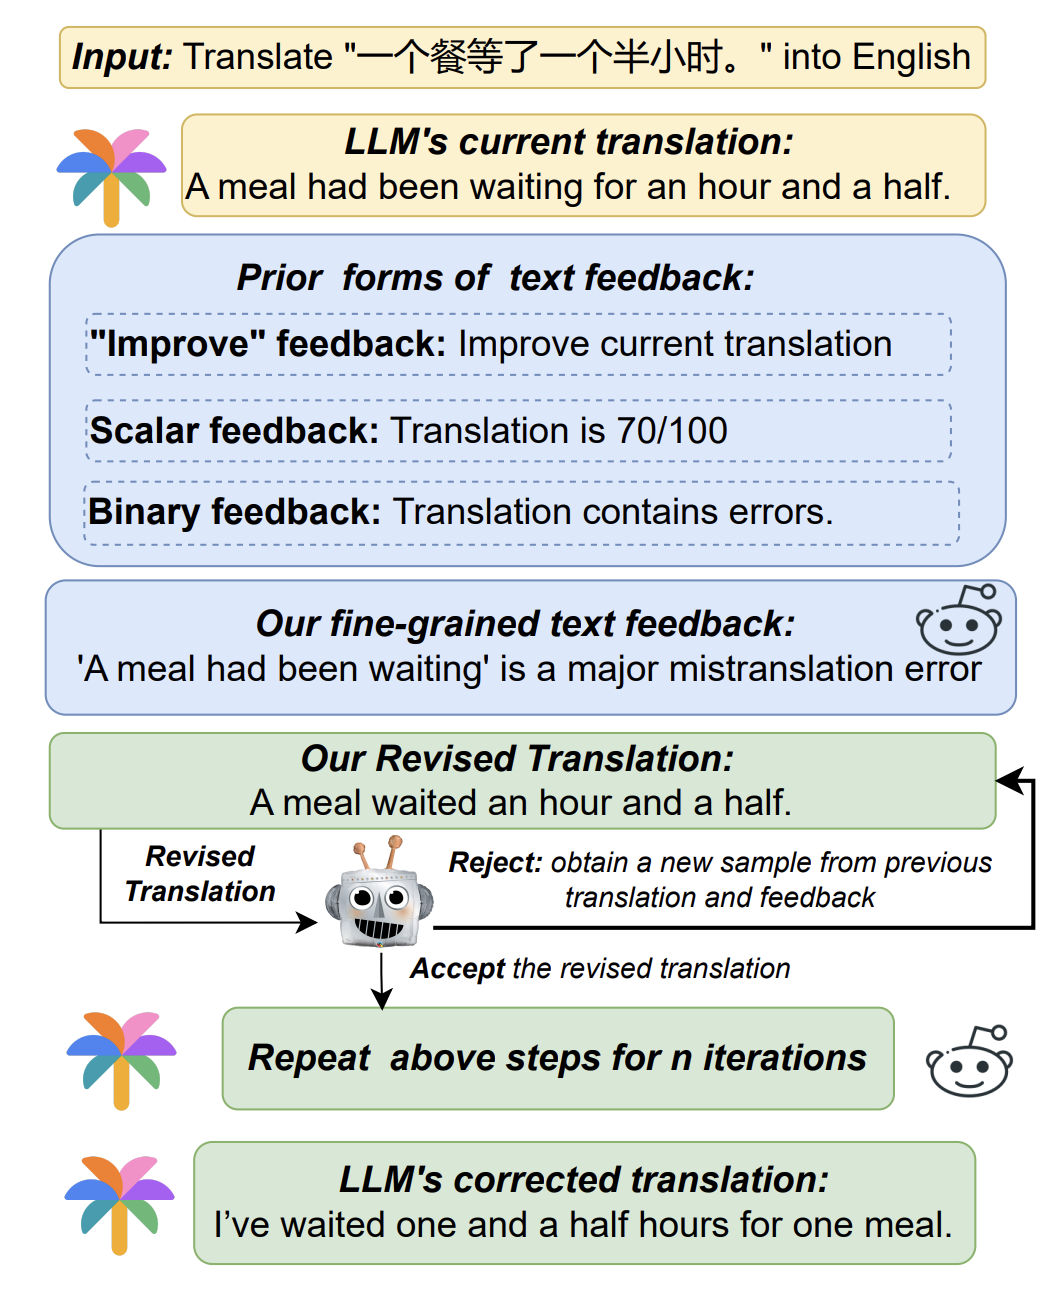 Input: Translate "一个餐等了一个半小时。" into English
LLM's current translation:
A meal had been waiting for an hour and a half.
Prior forms of text feedback:
"Improve" feedback: Improve current translation
Scalar feedback: Translation is 70/100
Binary feedback: Translation contains errors.
Our fine-grained text feedback:
'A meal had been waiting' is a major mistranslation error
Our Revised Translation:
A meal waited an hour and a half.
Revised
Translation
Reject: obtain a new sample from previous
translation and feedback
Accept the revised translation
Repeat above steps for n iterations
LLM's corrected translation:
I’ve waited one and a half hours for one meal.